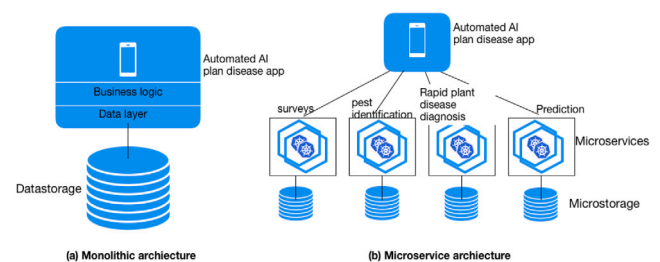 Automated AI
plan disease app
Business logic
Data layer
Datastorage
(a) Monolithic archiecture
Automated AI
plan disease app
surveys
pest
identification
Rapid plant
disease
diagnosis
Prediction
Microservices
Microstorage
(b) Microservice archiecture